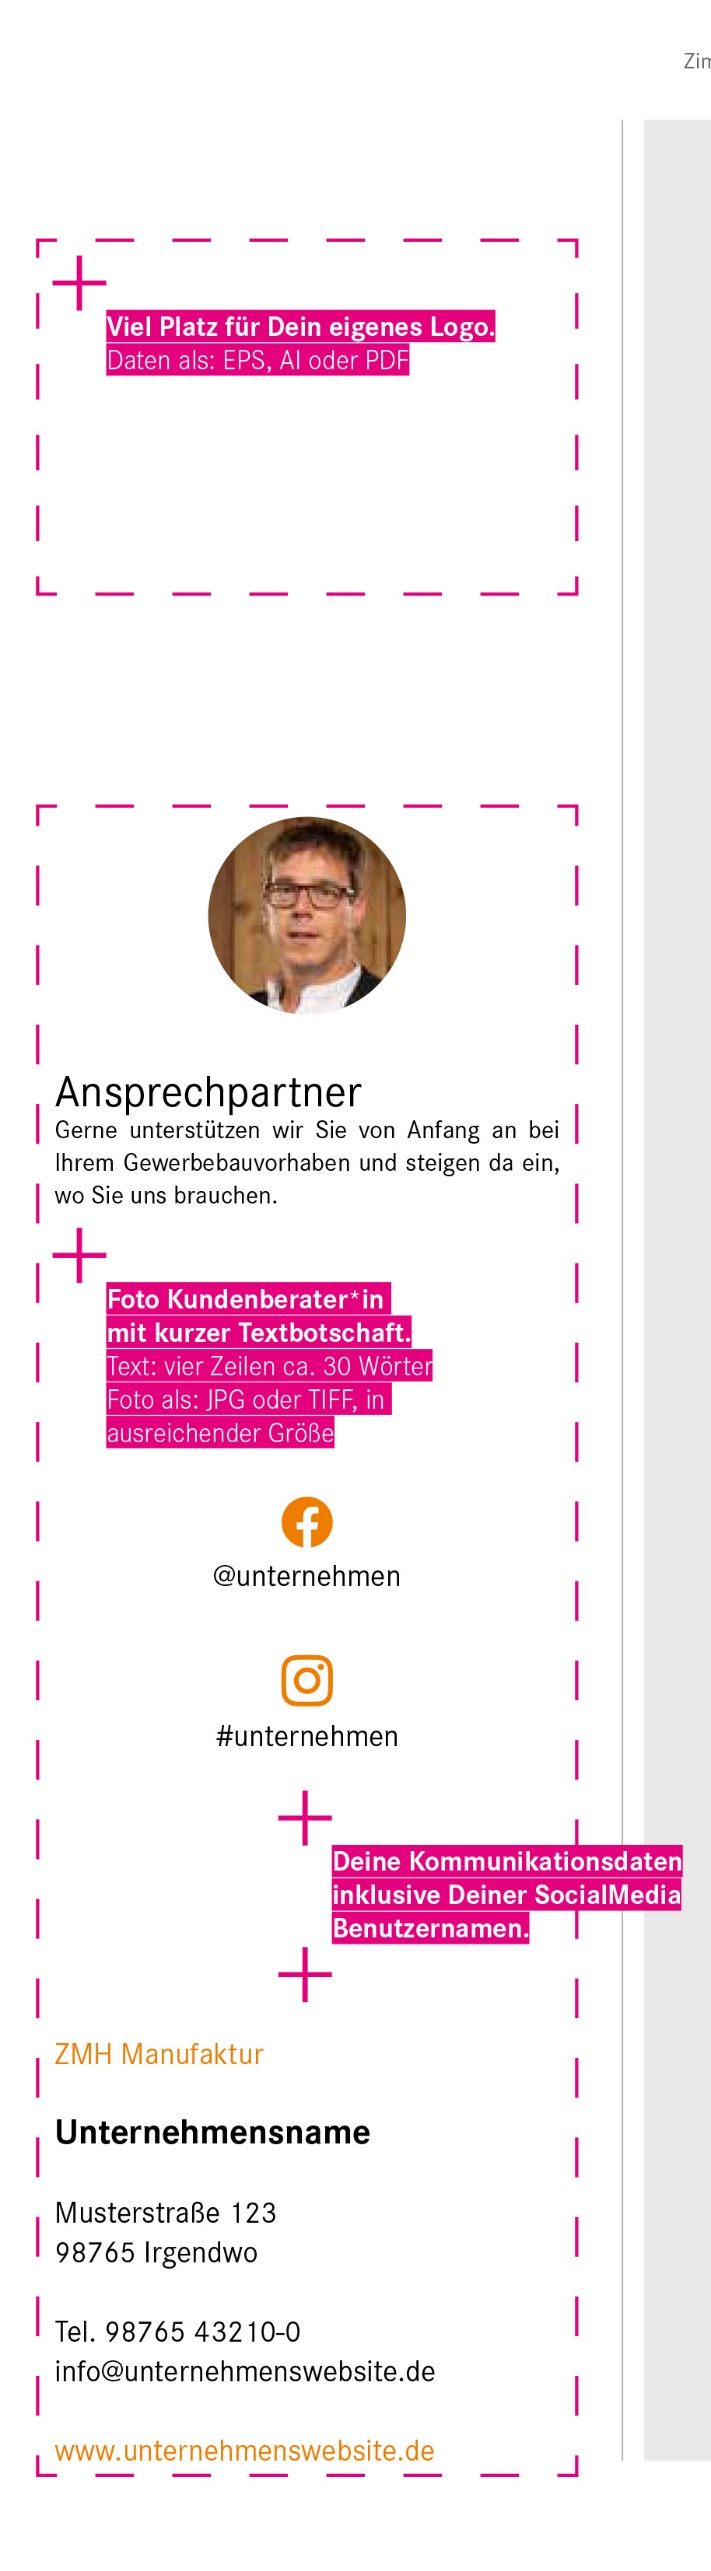 Viel Platz für Dein eigenes Logo.
Daten als: EPS, AI oder PDF
Ansprechpartner
Gerne unterstützen wir Sie von Anfang an bei
Ihrem Gewerbebauvorhaben und steigen da ein,
wo Sie uns brauchen.
Foto Kundenberater*in
mit kurzer Textbotschaft.
Text: vier Zeilen ca. 30 Wörter
Foto als: JPG oder TIFF, in
ausreichender Größe
@unternehmen
#unternehmen
Deine Kommunikationsdaten
inklusive Deiner SocialMedia
Benutzernamen.
ZMH Manufaktur
Unternehmensname
Musterstraße 123
98765 Irgendwo
Tel. 98765 43210-0
info@unternehmenswebsite.de
www.unternehmenswebsite.de